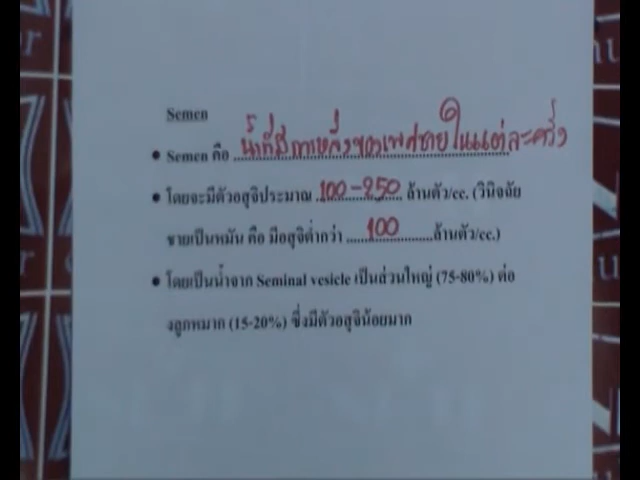 Semen
• Semen คือ น้ำที่มีการหลั่งของเพศชายในแต่ละครั้ง
• โดยจะมีตัวอสุจิประมาณ 100-250 ล้านตัว/cc. (วินิจฉัย
ชายเป็นหมัน คือ มีอสุจิต่ำกว่า 100 ล้านตัว/cc.)
• โดยเป็นน้ำจาก Seminal vesicle เป็นส่วนใหญ่ (75-80%) ต่อ
งลูกหมาก (15-20%) ซึ่งมีตัวอสุจิน้อยมาก